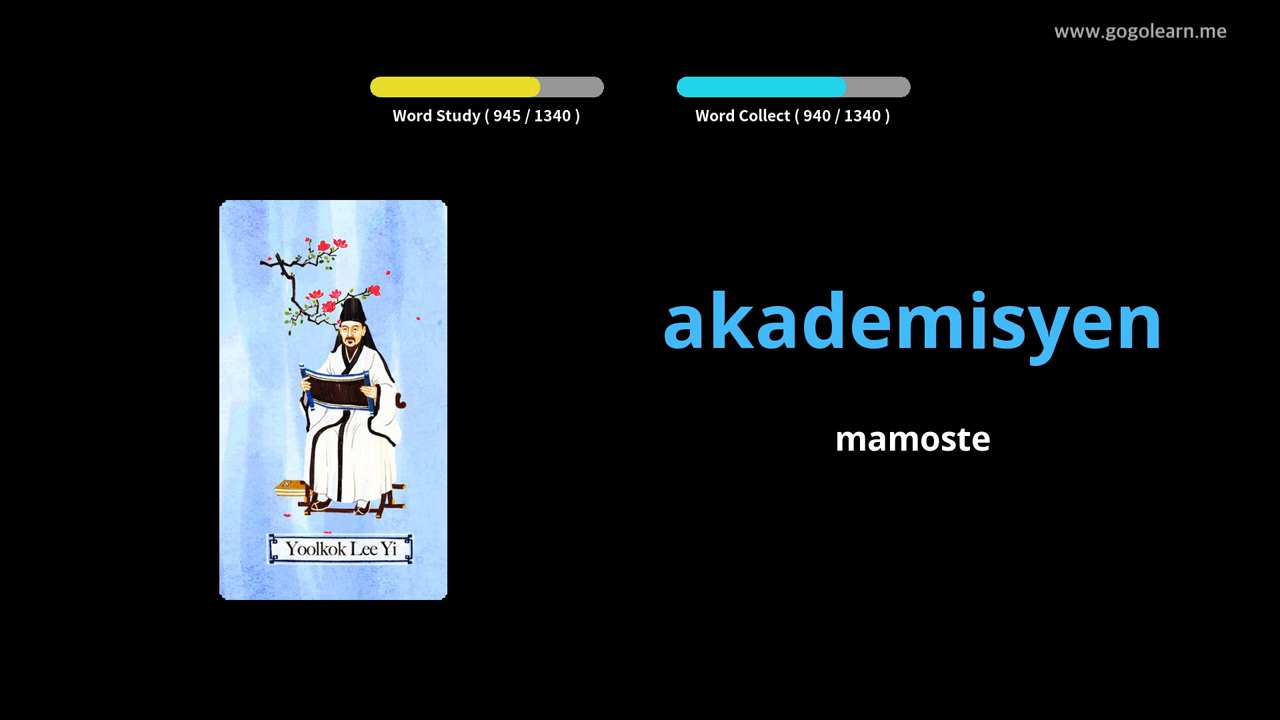 www.gogolearn.me
Word Study ( 945 / 1340 )
Word Collect ( 940 / 1340 )
akademisyen
mamoste
Yoolkok Lee Yi